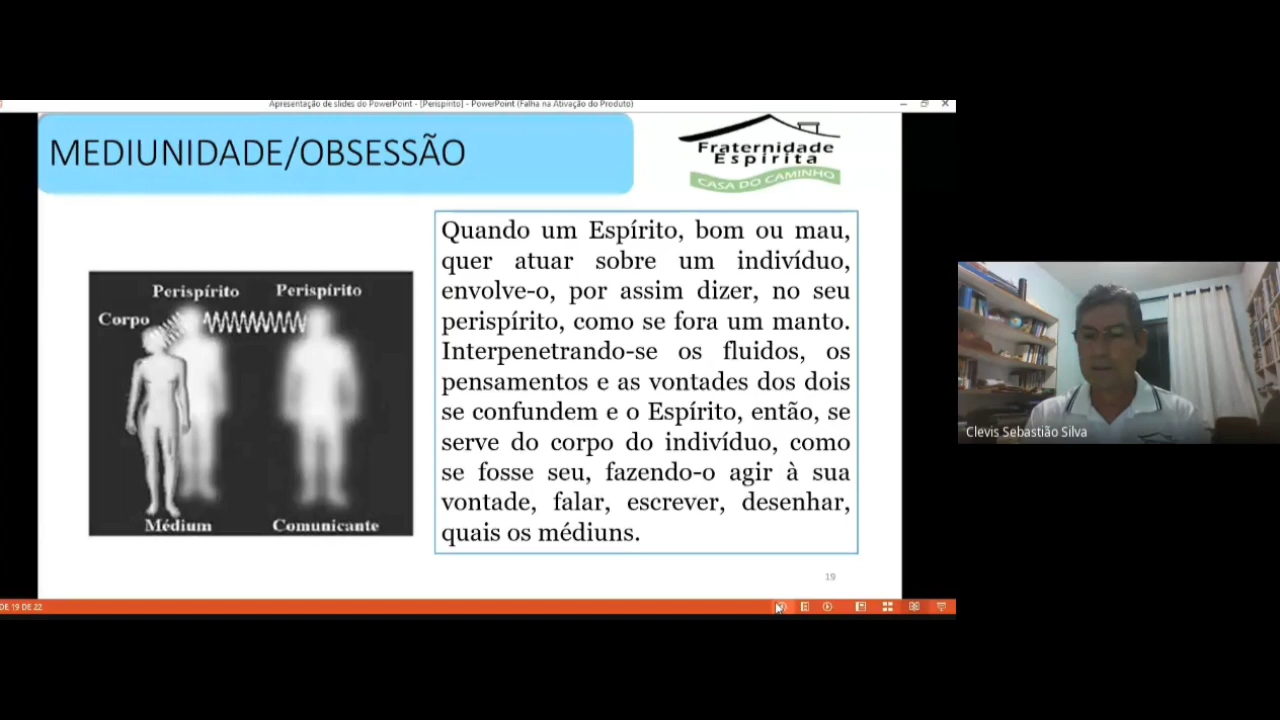 Apresentação de slides do PowerPoint - [Perispírito] - PowerPoint (Falha na Ativação do Produto)
MEDIUNIDADE/OBSESSÃO
Fraternidade
Espírita
CASA DO CAMINHO
Quando um Espírito, bom ou mau,
quer atuar sobre um indivíduo,
envolve-o, por assim dizer, no seu
perispírito, como se fora um manto.
Interpenetrando-se os fluidos, os
pensamentos e as vontades dos dois
se confundem e o Espírito, então, se
serve do corpo do indivíduo, como
se fosse seu, fazendo-o agir à sua
vontade, falar, escrever, desenhar,
quais os médiuns.
Perispírito Perispírito
Corpo
Médium Comunicante
19
DE 19 DE 22
Clevis Sebastião Silva